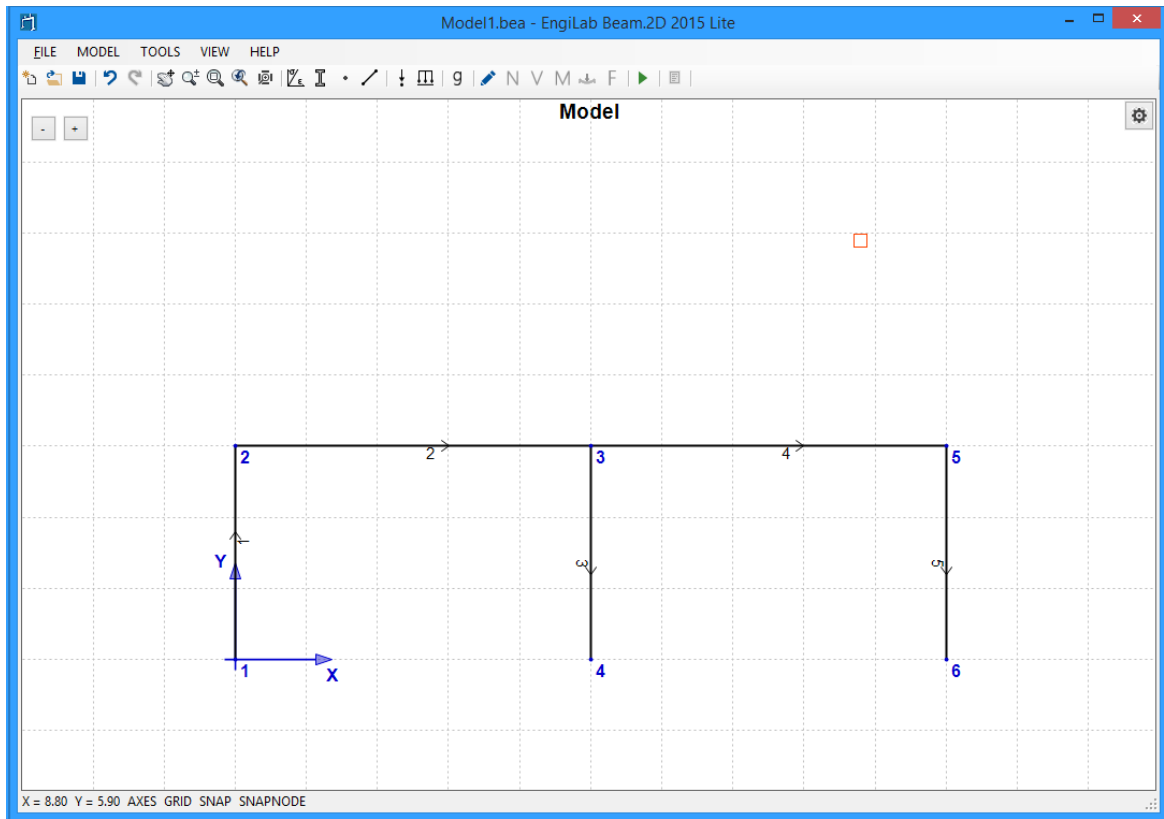 Model1.bea - EngiLab Beam.2D 2015 Lite
FILE MODEL TOOLS VIEW HELP
g N V M F
Model
- +
2 2 3 4 5
1
Y
3 5
1 X 4 6
X = 8.80 Y = 5.90 AXES GRID SNAP SNAPNODE